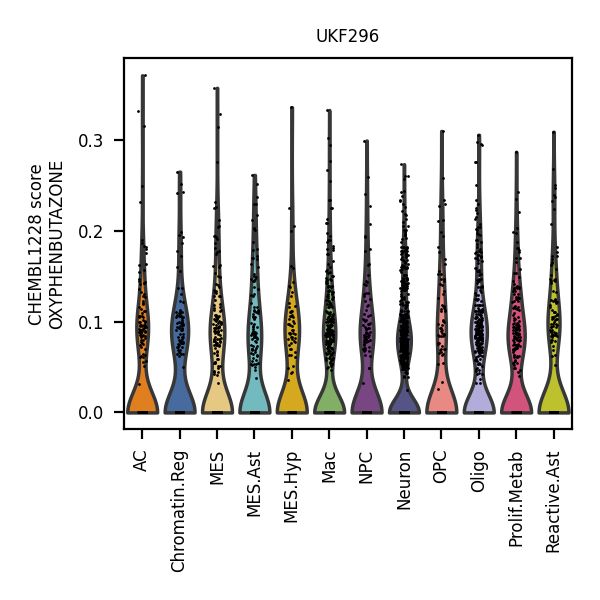 UKF296
CHEMBL1228 score
OXYPHENBUTAZONE
0.3
0.2
0.1
0.0
AC
Chromatin.Reg
MES
MES.Ast
MES.Hyp
Mac
NPC
Neuron
OPC
Oligo
Prolif.Metab
Reactive.Ast